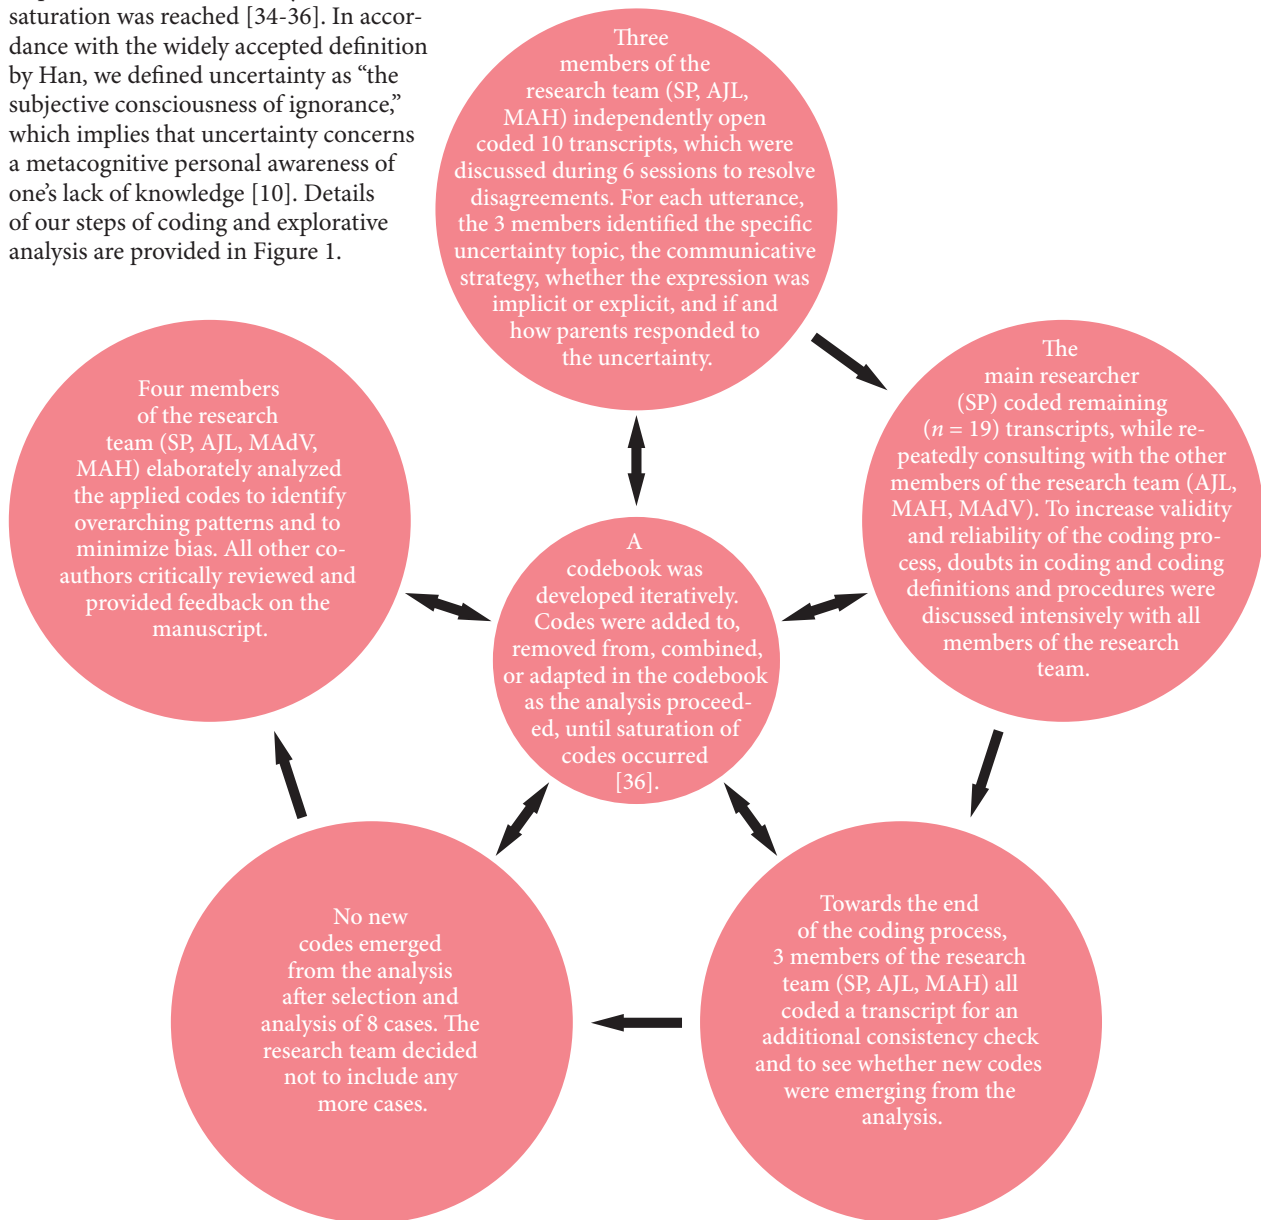 saturation was reached [34-36]. In accor-
dance with the widely accepted definition
by Han, we defined uncertainty as “the
subjective consciousness of ignorance,”
which implies that uncertainty concerns
a metacognitive personal awareness of
one’s lack of knowledge [10]. Details
of our steps of coding and explorative
analysis are provided in Figure 1.
Three
members of the
research team (SP, AJL,
MAH) independently open
coded 10 transcripts, which were
discussed during 6 sessions to resolve
disagreements. For each utterance,
the 3 members identified the specific
uncertainty topic, the communicative
strategy, whether the expression was
implicit or explicit, and if and
how parents responded to
the uncertainty.
The
main researcher
(SP) coded remaining
(n = 19) transcripts, while re-
peatedly consulting with the other
members of the research team (AJL,
MAH, MAdV). To increase validity
and reliability of the coding pro-
cess, doubts in coding and coding
definitions and procedures were
discussed intensively with all
members of the research
team.
Four members
of the research
team (SP, AJL, MAdV,
MAH) elaborately analyzed
the applied codes to identify
overarching patterns and to
minimize bias. All other co-
authors critically reviewed and
provided feedback on the
manuscript.
A
codebook was
developed iteratively.
Codes were added to,
removed from, combined,
or adapted in the codebook
as the analysis proceed-
ed, until saturation of
codes occurred
[36].
Towards the end
of the coding process,
3 members of the research
team (SP, AJL, MAH) all
coded a transcript for an
additional consistency check
and to see whether new codes
were emerging from the
analysis.
No new
codes emerged
from the analysis
after selection and
analysis of 8 cases. The
research team decided
not to include any
more cases.